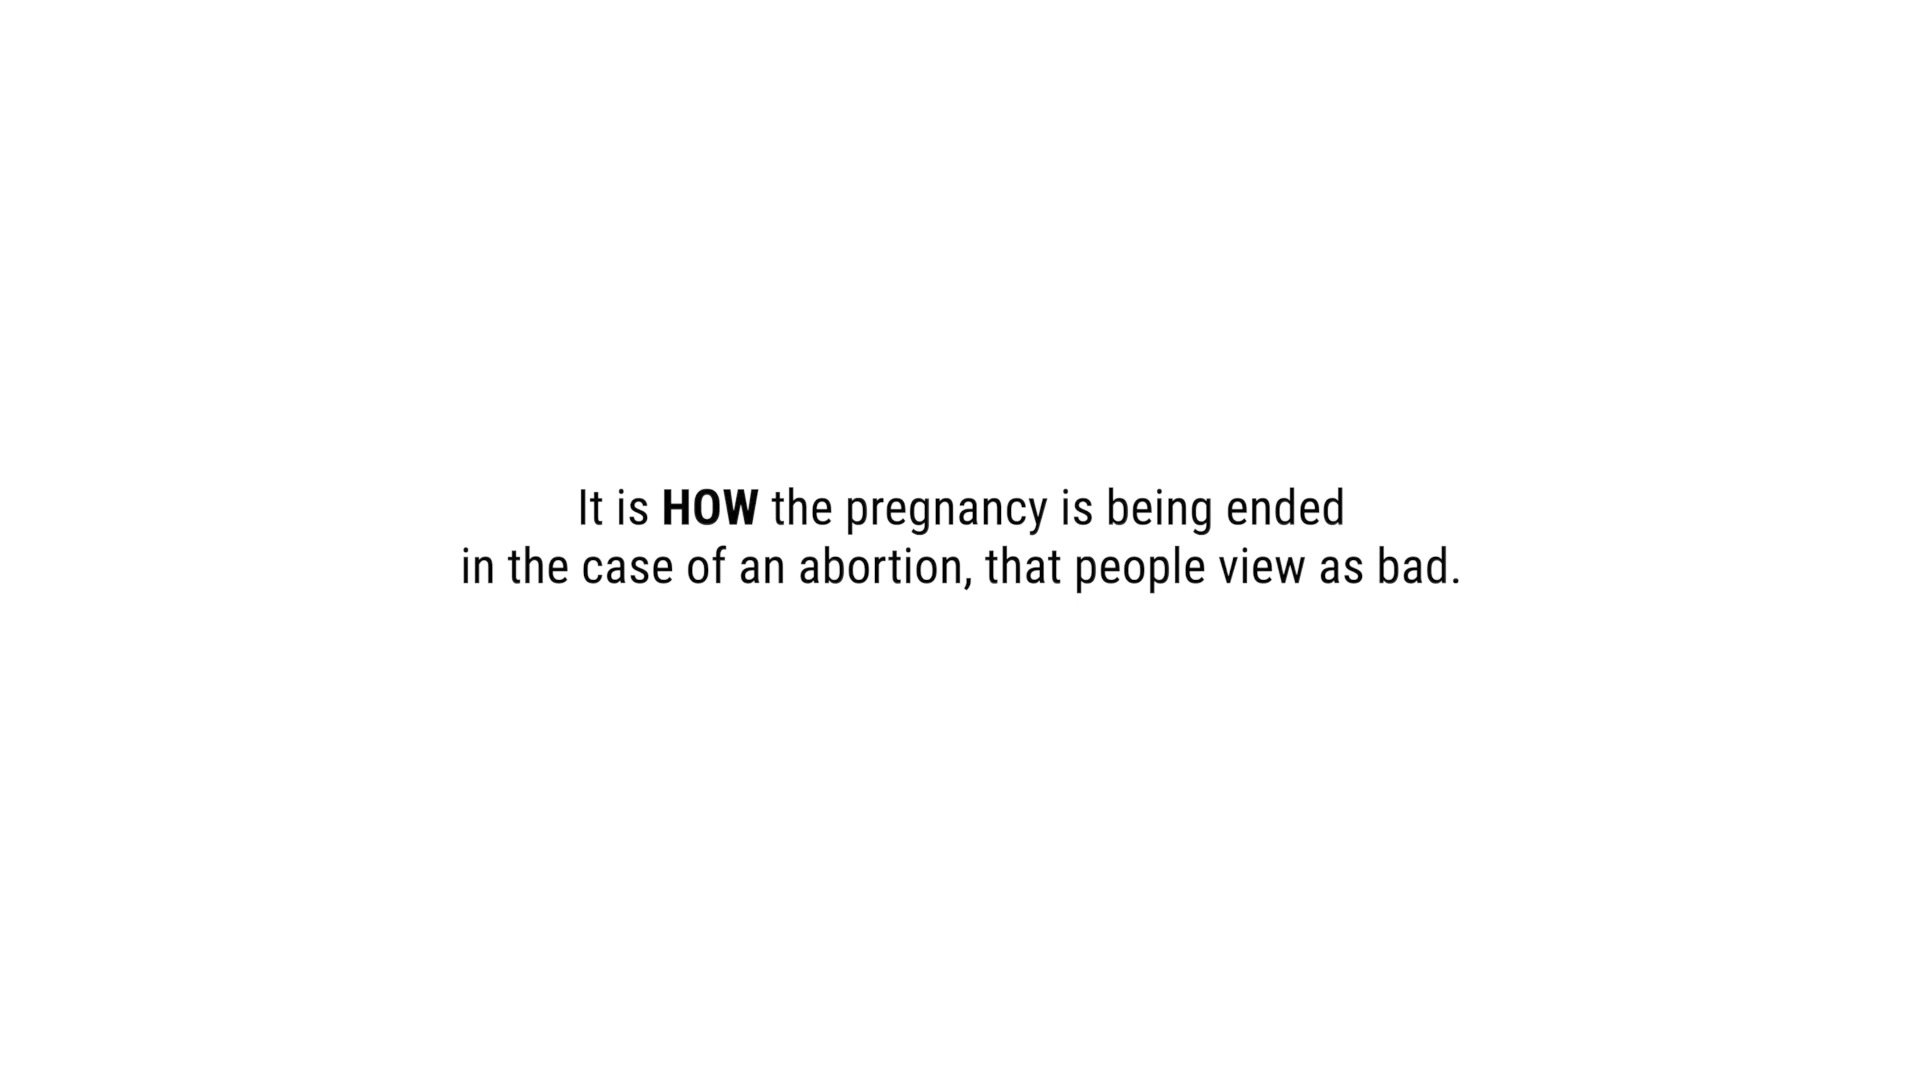 It is HOW the pregnancy is being ended
in the case of an abortion, that people view as bad.